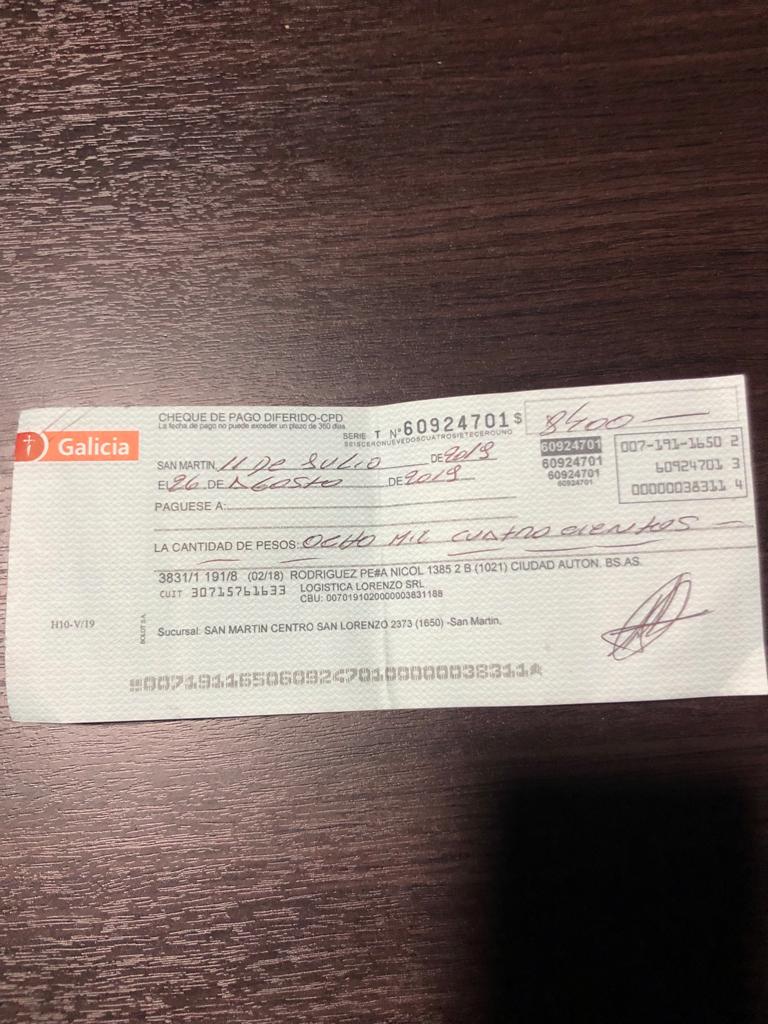 CHEQUE DE PAGO DIFERIDO-CPD
La fecha de pago no puede exceder un plazo de 360 días
SERIE T Nº 60924701 $ 8400
SEISCERONUEVEDOSCUATROSIETECEROUNO
Galicia
SAN MARTIN, 11 DE JULIO DE 2019
EL 26 DE AGOSTO DE 2019
60924701
60924701
60924701
60924701
007-191-1650 2
60924701 3
00000038311 4
PAGUESE A:
LA CANTIDAD DE PESOS: OCHO MIL CUATROCIENTOS
3831/1 191/8 (02/18) RODRIGUEZ PE#A NICOL 1385 2 B (1021) CIUDAD AUTON. BS.AS.
CUIT 30715761633 LOGISTICA LORENZO SRL
CBU: 0070191020000003831188
H10-V/19
BOLDT S.A.
Sucursal: SAN MARTIN CENTRO SAN LORENZO 2373 (1650) -San Martin.
00719116506092470100000038311